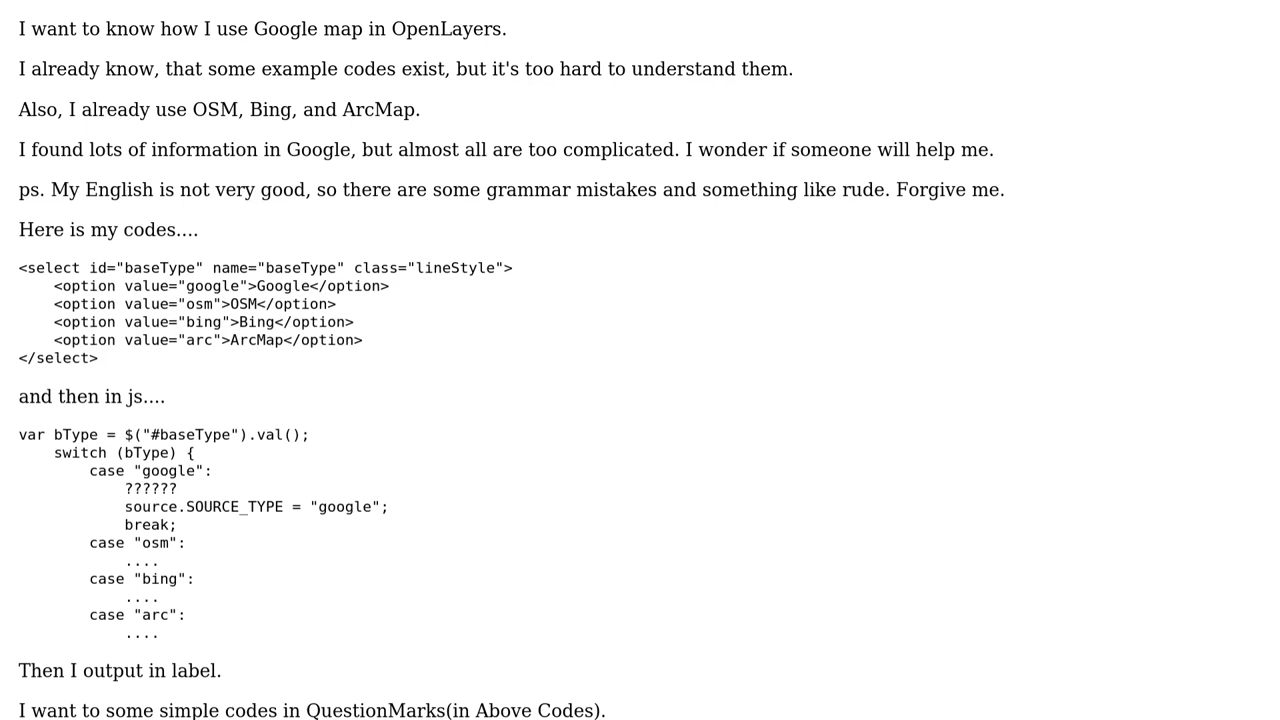 I want to know how I use Google map in OpenLayers.
I already know, that some example codes exist, but it's too hard to understand them.
Also, I already use OSM, Bing, and ArcMap.
I found lots of information in Google, but almost all are too complicated. I wonder if someone will help me.
ps. My English is not very good, so there are some grammar mistakes and something like rude. Forgive me.
Here is my codes....
<select id="baseType" name="baseType" class="lineStyle">
    <option value="google">Google</option>
    <option value="osm">OSM</option>
    <option value="bing">Bing</option>
    <option value="arc">ArcMap</option>
</select>
and then in js....
var bType = $("#baseType").val();
    switch (bType) {
        case "google":
            ??????
            source.SOURCE_TYPE = "google";
            break;
        case "osm":
            ....
        case "bing":
            ....
        case "arc":
            ....
Then I output in label.
I want to some simple codes in QuestionMarks(in Above Codes).